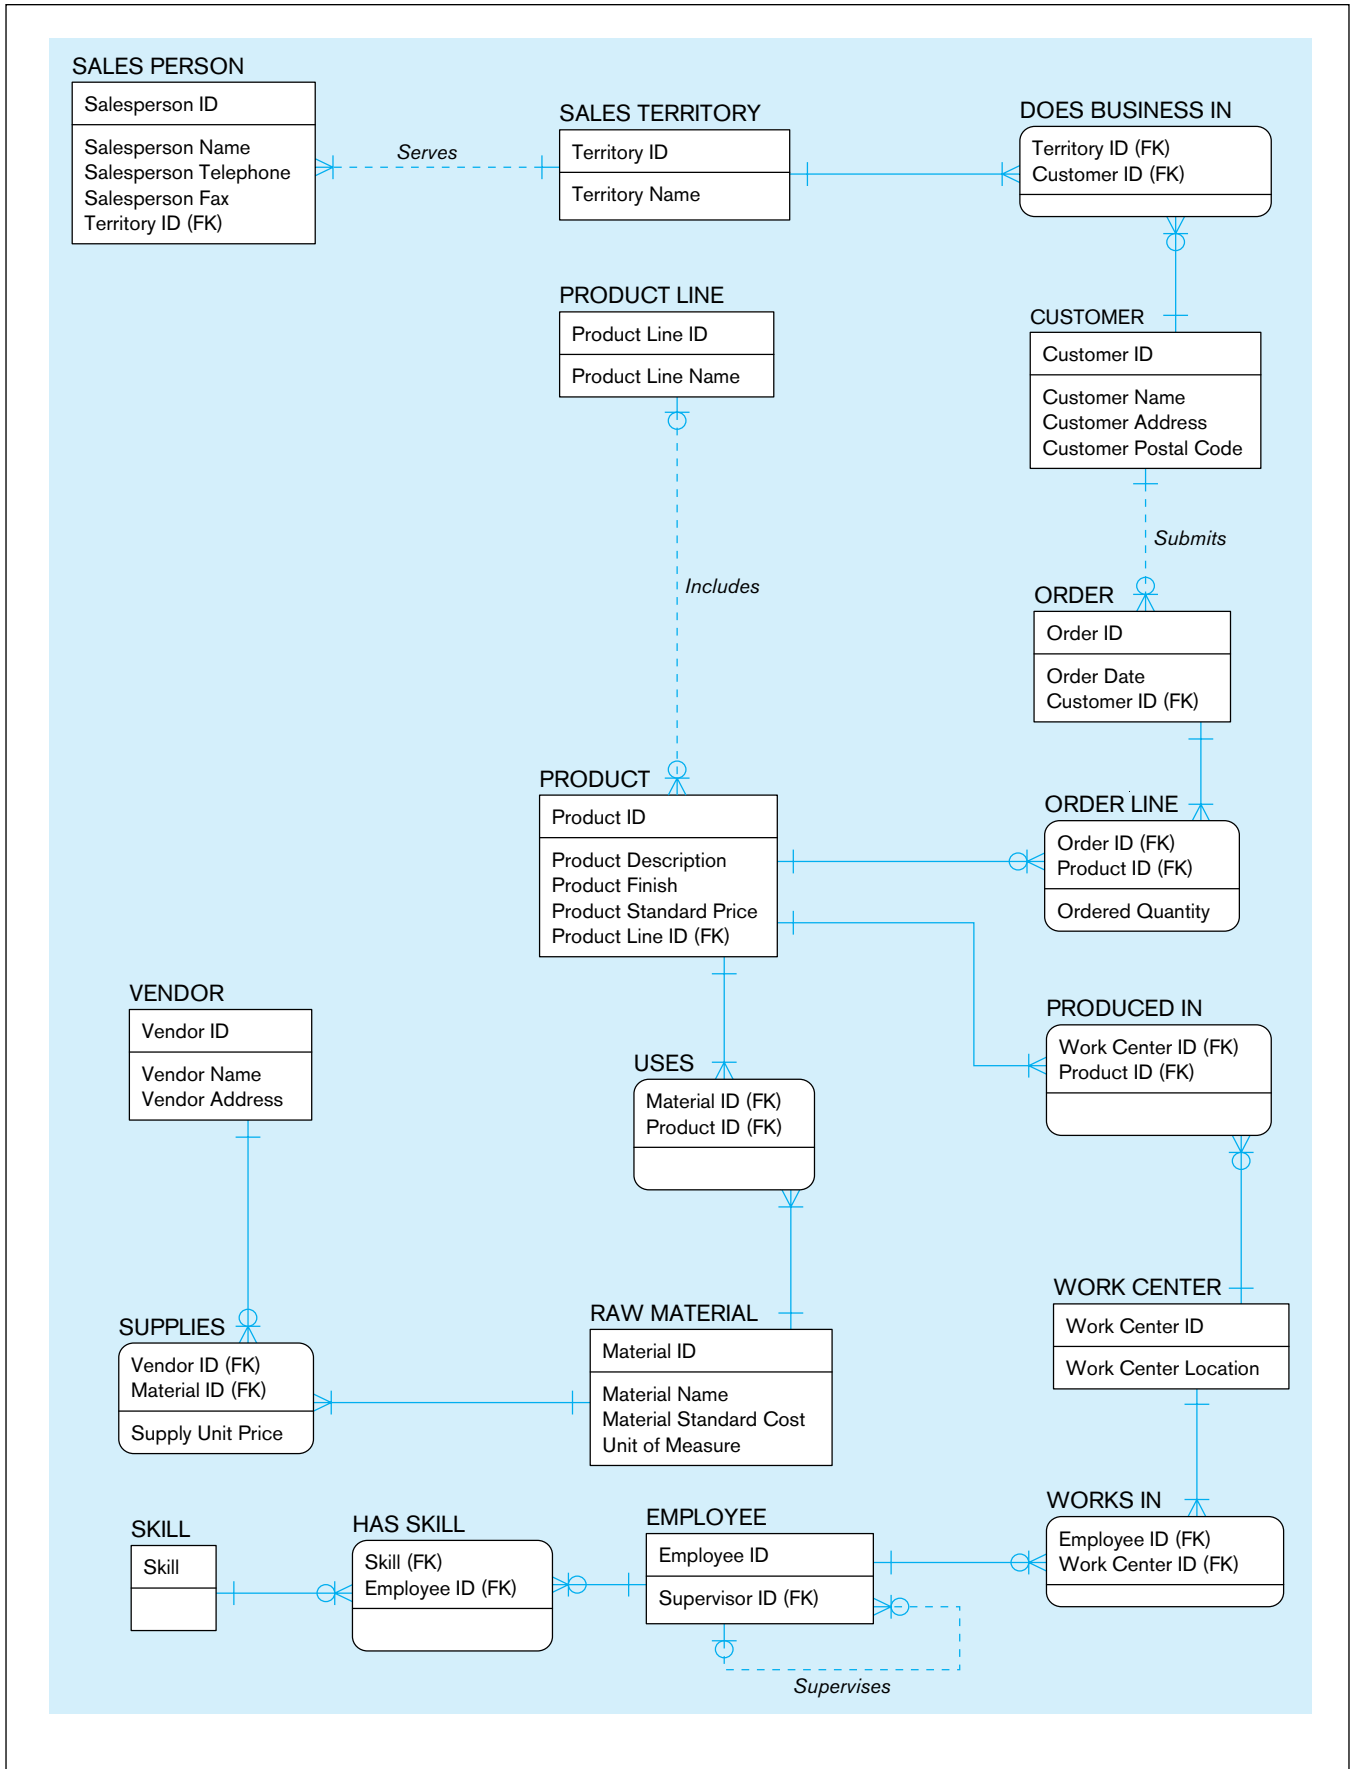 SALES PERSON
Salesperson ID
Salesperson Name
Salesperson Telephone
Salesperson Fax
Territory ID (FK)
Serves
SALES TERRITORY
Territory ID
Territory Name
DOES BUSINESS IN
Territory ID (FK)
Customer ID (FK)
PRODUCT LINE
Product Line ID
Product Line Name
CUSTOMER
Customer ID
Customer Name
Customer Address
Customer Postal Code
Submits
Includes
ORDER
Order ID
Order Date
Customer ID (FK)
PRODUCT
Product ID
Product Description
Product Finish
Product Standard Price
Product Line ID (FK)
ORDER LINE
Order ID (FK)
Product ID (FK)
Ordered Quantity
VENDOR
Vendor ID
Vendor Name
Vendor Address
USES
Material ID (FK)
Product ID (FK)
PRODUCED IN
Work Center ID (FK)
Product ID (FK)
SUPPLIES
Vendor ID (FK)
Material ID (FK)
Supply Unit Price
RAW MATERIAL
Material ID
Material Name
Material Standard Cost
Unit of Measure
WORK CENTER
Work Center ID
Work Center Location
SKILL
Skill
HAS SKILL
Skill (FK)
Employee ID (FK)
EMPLOYEE
Employee ID
Supervisor ID (FK)
Supervises
WORKS IN
Employee ID (FK)
Work Center ID (FK)